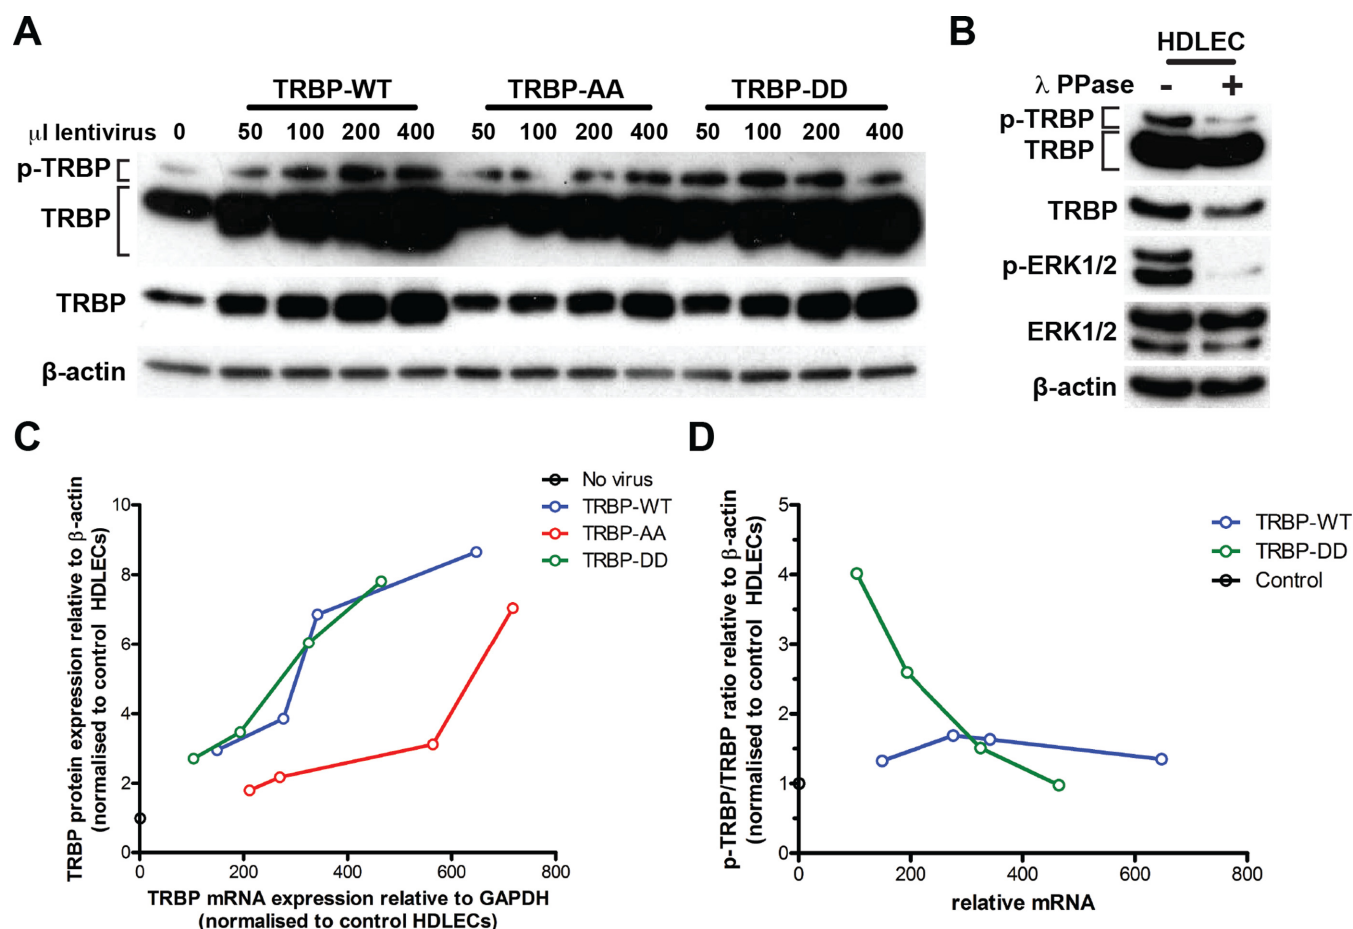 A
TRBP-WT TRBP-AA TRBP-DD
μl lentivirus 0 50 100 200 400 50 100 200 400 50 100 200 400
p-TRBP
TRBP
TRBP
β-actin
B
HDLEC
λ PPase - +
p-TRBP
TRBP
TRBP
p-ERK1/2
ERK1/2
β-actin
C
TRBP protein expression relative to β-actin
(normalised to control HDLECs)
10
8
6
4
2
0
0 200 400 600 800
TRBP mRNA expression relative to GAPDH
(normalised to control HDLECs)
No virus
TRBP-WT
TRBP-AA
TRBP-DD
D
p-TRBP/TRBP ratio relative to β-actin
(normalised to control HDLECs)
5
4
3
2
1
0
0 200 400 600 800
relative mRNA
TRBP-WT
TRBP-DD
Control